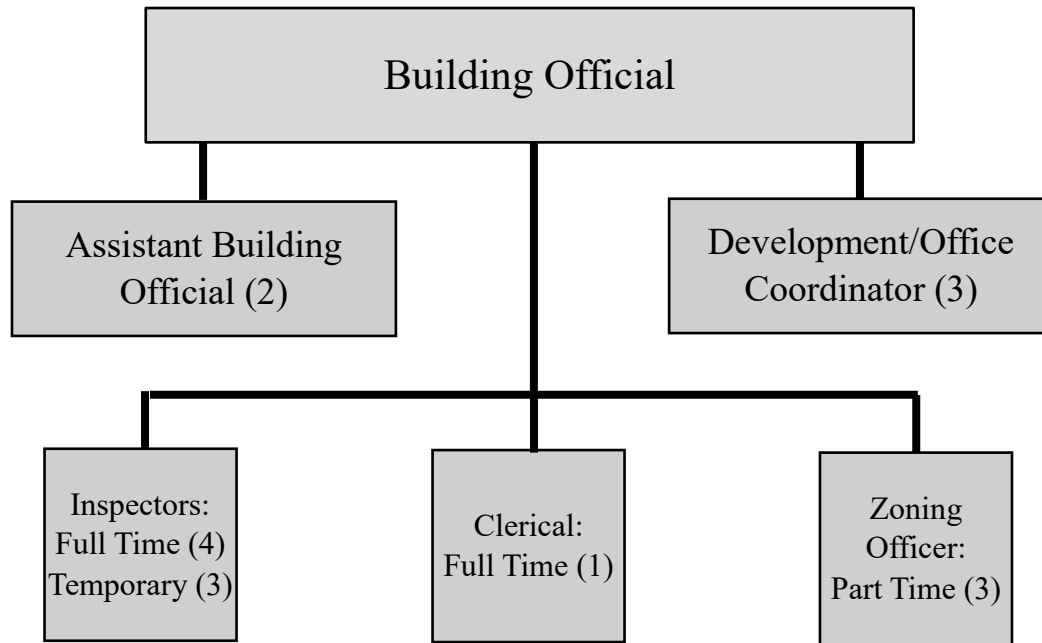 Building Official
Assistant Building
Official (2)
Development/Office
Coordinator (3)
Inspectors:
Full Time (4)
Temporary (3)
Clerical:
Full Time (1)
Zoning
Officer:
Part Time (3)